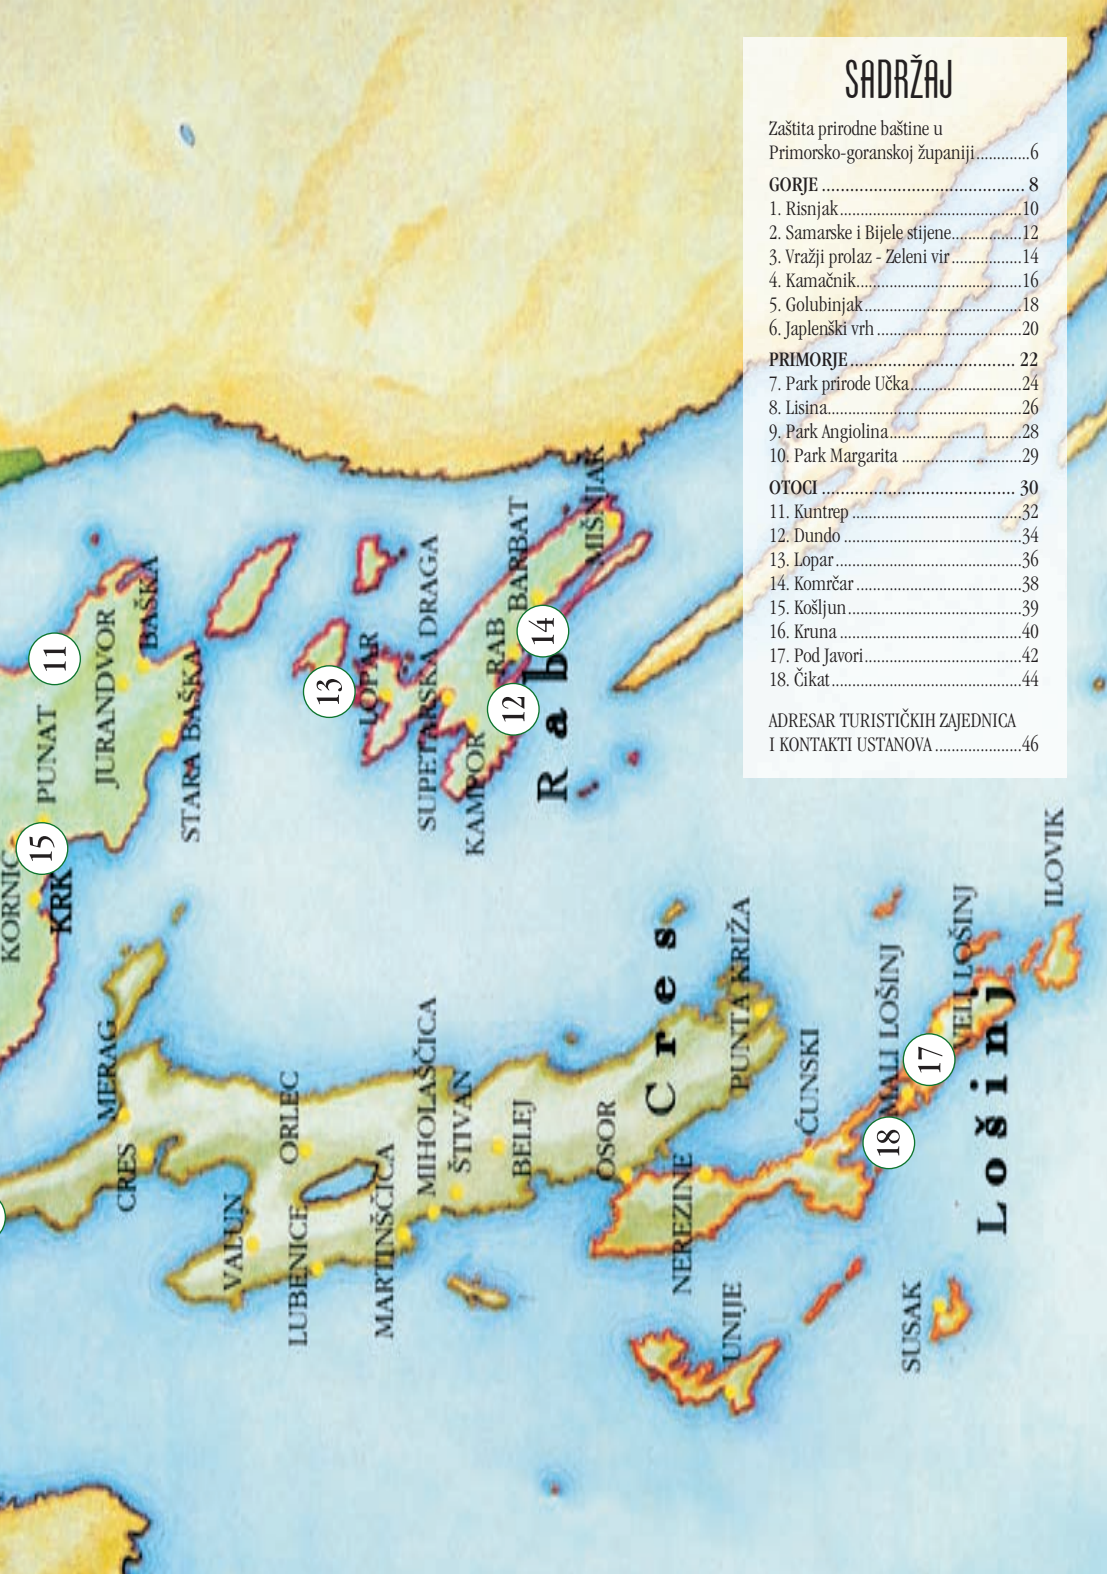 SADRŽAJ
Zaštita prirodne baštine u
Primorsko-goranskoj županiji.............6
GORJE ........................................... 8
1. Risnjak............................................10
2. Samarske i Bijele stijene.................12
3. Vražji prolaz - Zeleni vir.................14
4. Kamačnik........................................16
5. Golubinjak......................................18
6. Japlenški vrh ...................................20
PRIMORJE................................... 22
7. Park prirode Učka...........................24
8. Lisina...............................................26
9. Park Angiolina................................28
10. Park Margarita .............................29
OTOCI ......................................... 30
11. Kuntrep .........................................32
12. Dundo ...........................................34
13. Lopar.............................................36
14. Komrčar ........................................38
15. Košljun..........................................39
16. Kruna ............................................40
17. Pod Javori......................................42
18. Čikat..............................................44
ADRESAR TURISTIČKIH ZAJEDNICA
I KONTAKTI USTANOVA .....................46
KORNIĆ
15
KRK
PUNAT
11
JURANDVOR
BAŠKA
STARA BAŠKA
13
LOPAR
SUPETARSKA DRAGA
KAMPOR
12
RAB
14
BARBAT
MIŠNJAK
Rab
MERAG
CRES
VALUN
ORLEC
LUBENICE
MARTINŠČICA
MIHOLAŠČICA
ŠTIVAN
BELEJ
OSOR
Cres
PUNTA KRIŽA
NEREZINE
UNIJE
ĆUNSKI
18
MALI LOŠINJ
17
VELI LOŠINJ
Lošinj
SUSAK
ILOVIK